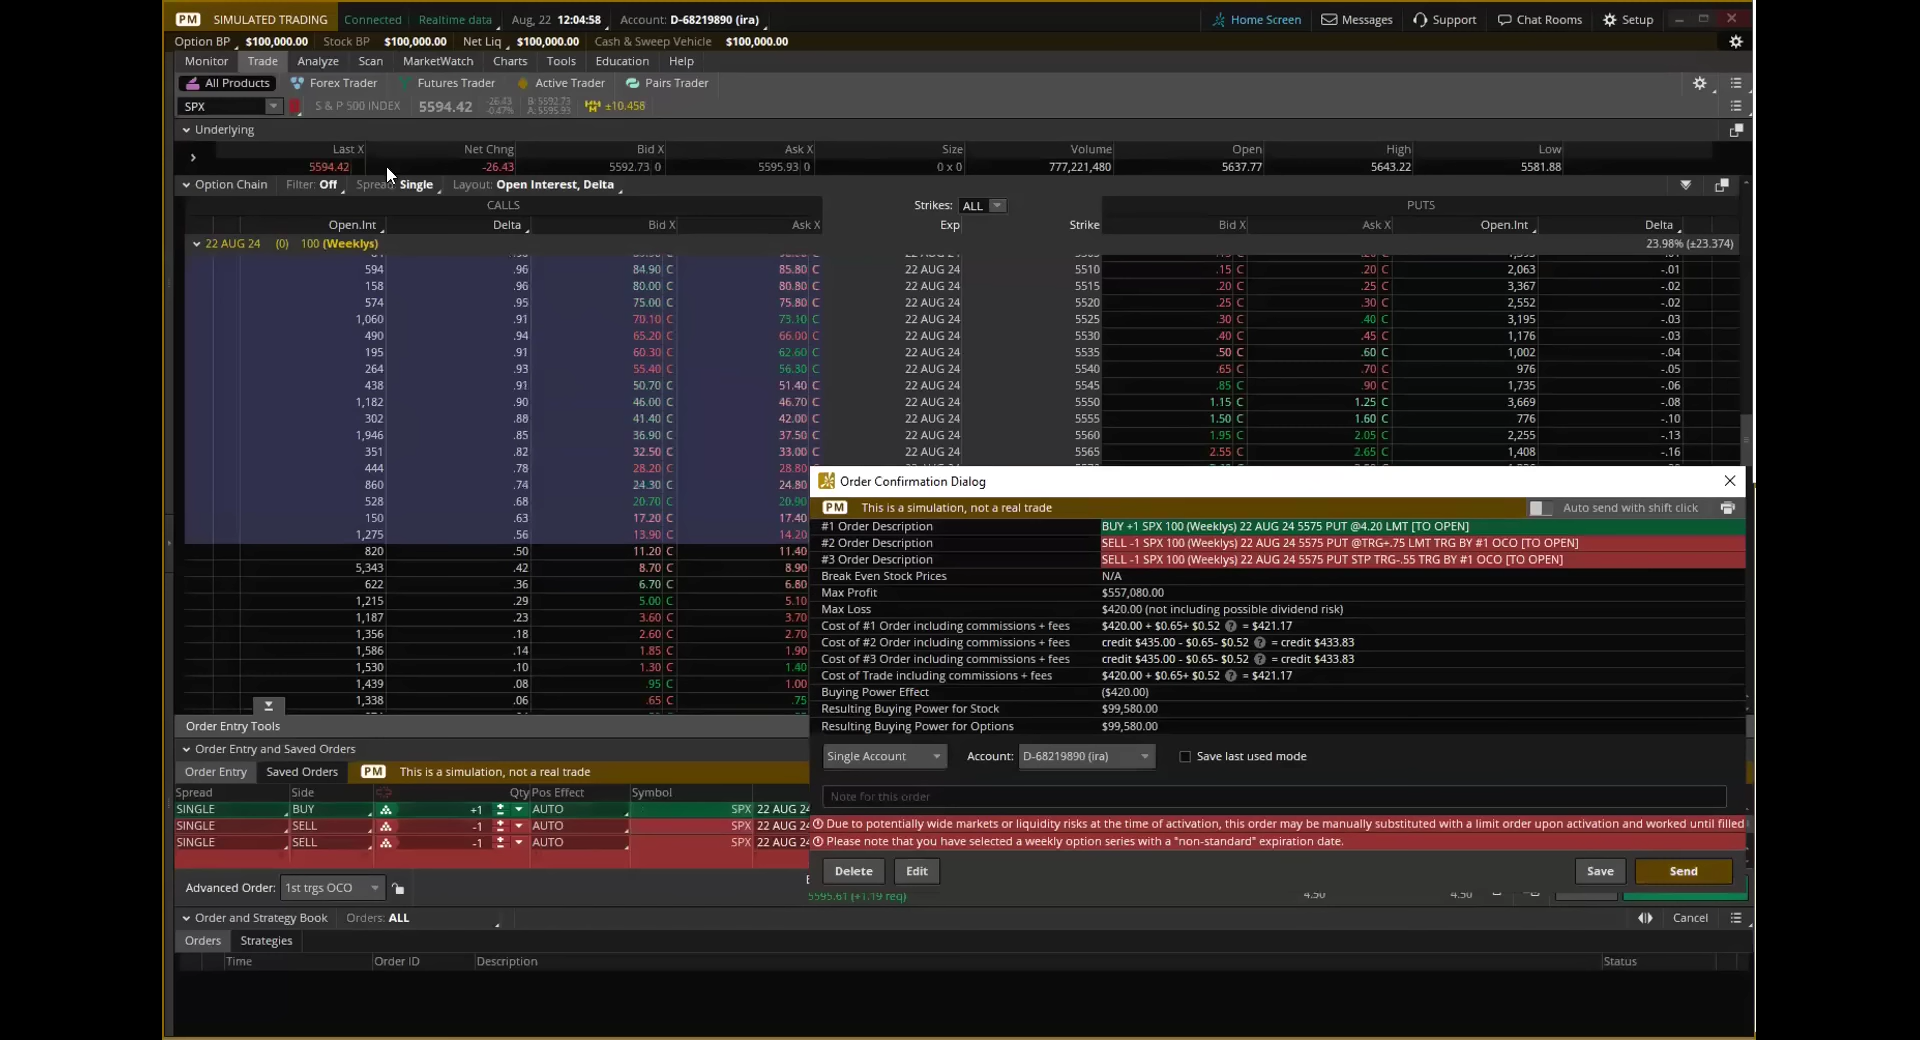 PM SIMULATED TRADING Connected Realtime data Aug, 22 12:04:58 Account: D-68219890 (ira) Home Screen Messages Support Chat Rooms Setup
Option BP $100,000.00 Stock BP $100,000.00 Net Liq $100,000.00 Cash & Sweep Vehicle $100,000.00
Monitor Trade Analyze Scan MarketWatch Charts Tools Education Help
All Products Forex Trader Futures Trader Active Trader Pairs Trader
SPX S & P 500 INDEX 5594.42 -26.43 -0.47% B: 5592.73 A: 5595.93 ±10.458
Underlying
Last X Net Chng Bid X Ask X Size Volume Open High Low
5594.42 -26.43 5592.73 0 5595.93 0 0 x 0 777,221,480 5637.77 5643.22 5581.88
Option Chain Filter: Off Spread: Single Layout: Open Interest, Delta
CALLS Strikes: ALL PUTS
Open.Int Delta Bid X Ask X Exp Strike Bid X Ask X Open.Int Delta
22 AUG 24 (0) 100 (Weeklys) 23.98% (±23.374)
594 .96 84.90 C 85.80 C 22 AUG 24 5510 .15 C .20 C 2,063 -.01
158 .96 80.00 C 80.80 C 22 AUG 24 5515 .20 C .25 C 3,367 -.02
574 .95 75.00 C 75.80 C 22 AUG 24 5520 .25 C .30 C 2,552 -.02
1,060 .91 70.10 C 73.10 C 22 AUG 24 5525 .30 C .40 C 3,195 -.03
490 .94 65.20 C 66.00 C 22 AUG 24 5530 .40 C .45 C 1,176 -.03
195 .91 60.30 C 62.60 C 22 AUG 24 5535 .50 C .60 C 1,002 -.04
264 .93 55.40 C 56.30 C 22 AUG 24 5540 .65 C .70 C 976 -.05
438 .91 50.70 C 51.40 C 22 AUG 24 5545 .85 C .90 C 1,735 -.06
1,182 .90 46.00 C 46.70 C 22 AUG 24 5550 1.15 C 1.25 C 3,669 -.08
302 .88 41.40 C 42.00 C 22 AUG 24 5555 1.50 C 1.60 C 776 -.10
1,946 .85 36.90 C 37.50 C 22 AUG 24 5560 1.95 C 2.05 C 2,255 -.13
351 .82 32.50 C 33.00 C 22 AUG 24 5565 2.55 C 2.65 C 1,408 -.16
444 .78 28.20 C 28.80
860 .74 24.30 C 24.80
528 .68 20.70 C 20.90
150 .63 17.20 C 17.40
1,275 .56 13.90 C 14.20
820 .50 11.20 C 11.40
5,343 .42 8.70 C 8.90
622 .36 6.70 C 6.80
1,215 .29 5.00 C 5.10
1,187 .23 3.60 C 3.70
1,356 .18 2.60 C 2.70
1,586 .14 1.85 C 1.90
1,530 .10 1.30 C 1.40
1,439 .08 .95 C 1.00
1,338 .06 .65 C .75
Order Confirmation Dialog
PM This is a simulation, not a real trade Auto send with shift click
#1 Order Description BUY +1 SPX 100 (Weeklys) 22 AUG 24 5575 PUT @4.20 LMT [TO OPEN]
#2 Order Description SELL -1 SPX 100 (Weeklys) 22 AUG 24 5575 PUT @TRG+.75 LMT TRG BY #1 OCO [TO OPEN]
#3 Order Description SELL -1 SPX 100 (Weeklys) 22 AUG 24 5575 PUT STP TRG-.55 TRG BY #1 OCO [TO OPEN]
Break Even Stock Prices N/A
Max Profit $557,080.00
Max Loss $420.00 (not including possible dividend risk)
Cost of #1 Order including commissions + fees $420.00 + $0.65+ $0.52 = $421.17
Cost of #2 Order including commissions + fees credit $435.00 - $0.65- $0.52 = credit $433.83
Cost of #3 Order including commissions + fees credit $435.00 - $0.65- $0.52 = credit $433.83
Cost of Trade including commissions + fees $420.00 + $0.65+ $0.52 = $421.17
Buying Power Effect ($420.00)
Resulting Buying Power for Stock $99,580.00
Resulting Buying Power for Options $99,580.00
Single Account Account: D-68219890 (ira) Save last used mode
Note for this order
Due to potentially wide markets or liquidity risks at the time of activation, this order may be manually substituted with a limit order upon activation and worked until filled
Please note that you have selected a weekly option series with a "non-standard" expiration date.
Delete Edit Save Send
Order Entry Tools
Order Entry and Saved Orders
Order Entry Saved Orders PM This is a simulation, not a real trade
Spread Side Qty Pos Effect Symbol
SINGLE BUY +1 AUTO SPX 22 AUG 24
SINGLE SELL -1 AUTO SPX 22 AUG 24
SINGLE SELL -1 AUTO SPX 22 AUG 24
Advanced Order: 1st trgs OCO
5595.61 (+1.19 req) 4.50 4.50
Order and Strategy Book Orders: ALL Cancel
Orders Strategies
Time Order ID Description Status